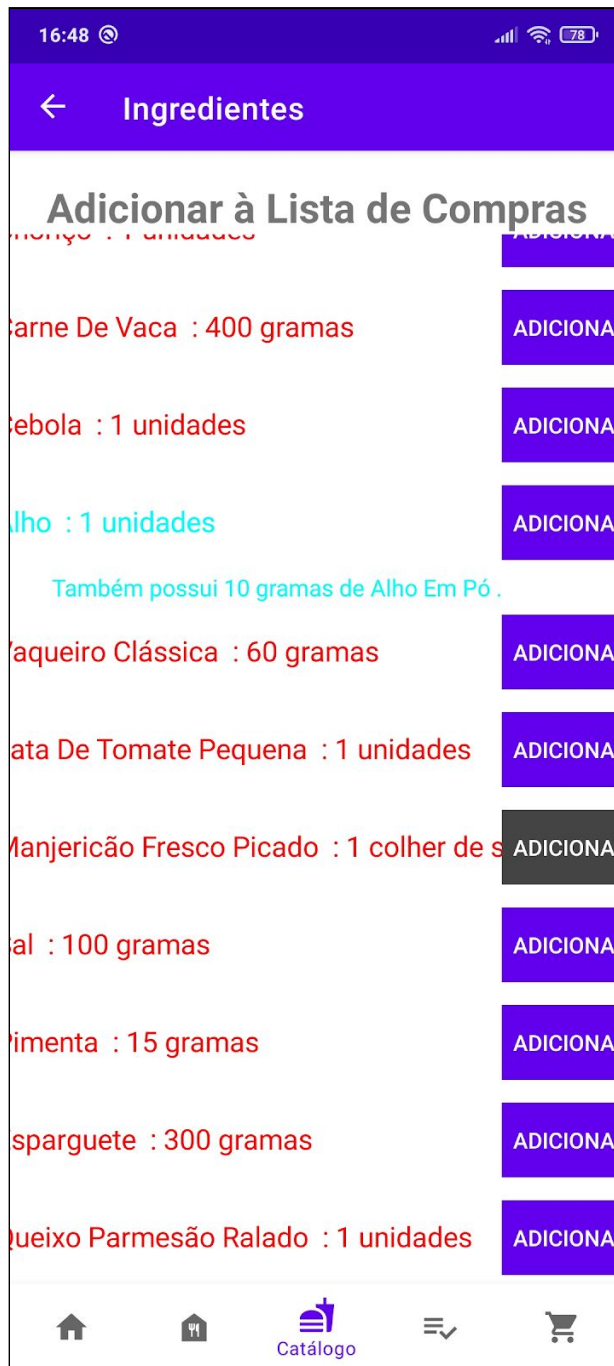 16:48
78
Ingredientes
Adicionar à Lista de Compras
: 1 unidades
arne De Vaca : 400 gramas ADICIONA
ebola : 1 unidades ADICIONA
lho : 1 unidades ADICIONA
Também possui 10 gramas de Alho Em Pó .
aqueiro Clássica : 60 gramas ADICIONA
ata De Tomate Pequena : 1 unidades ADICIONA
Manjericão Fresco Picado : 1 colher de s ADICIONA
al : 100 gramas ADICIONA
imenta : 15 gramas ADICIONA
sparguete : 300 gramas ADICIONA
ueixo Parmesão Ralado : 1 unidades ADICIONA
Catálogo